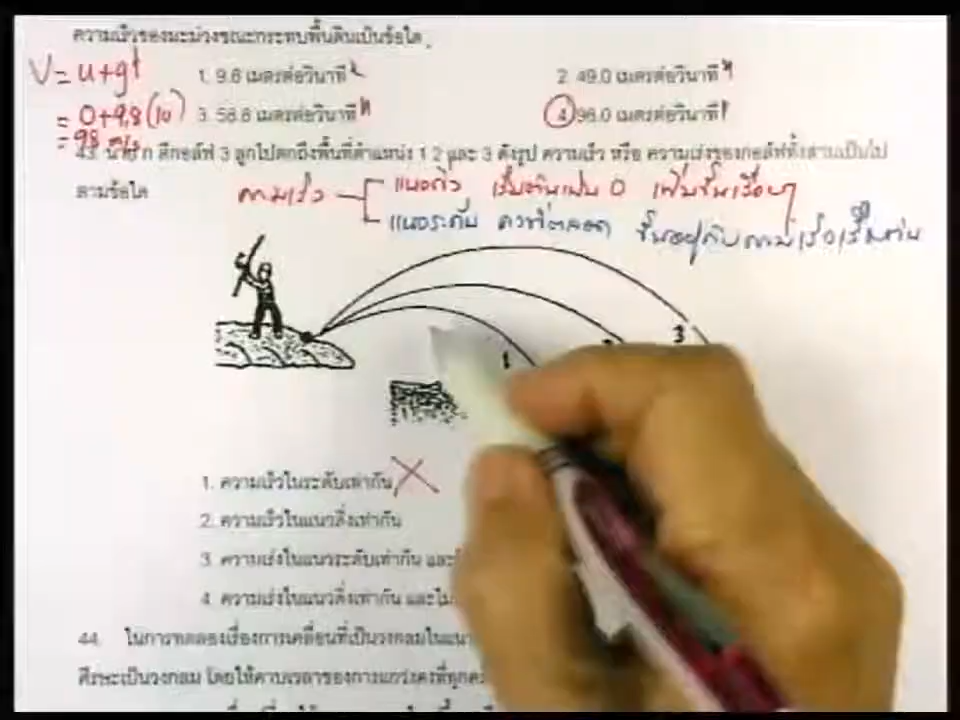 ความเร็วของมะม่วงขณะกระทบพื้นดินเป็นข้อใด
V = u+gt
1. 9.8 เมตรต่อวินาที
2. 49.0 เมตรต่อวินาที
= 0+9.8(10)
3. 58.8 เมตรต่อวินาที
4. 98.0 เมตรต่อวินาที
= 98
43. นาย ก ตีกอล์ฟ 3 ลูกไปตกถึงพื้นที่ตำแหน่ง 1 2 และ 3 ดังรูป ความเร็ว หรือ ความเร่งของกอล์ฟทั้งสามเป็นไป
ตามข้อใด
ความเร็ว แนวดิ่ง เริ่มต้นเป็น 0 เพิ่มขึ้นเรื่อยๆ
แนวระดับ คงที่ตลอด ขึ้นอยู่กับความเร็วเริ่มต้น
3
1
1. ความเร็วในระดับเท่ากัน
2. ความเร็วในแนวดิ่งเท่ากัน
3. ความเร่งในแนวระดับเท่ากัน และ
4. ความเร่งในแนวดิ่งเท่ากัน และ
44. ในการทดลองเรื่องการเคลื่อนที่เป็นวงกลมในแนว
ศีรษะเป็นวงกลม โดยให้คาบเวลาของการแกว่งคงที่ทุก